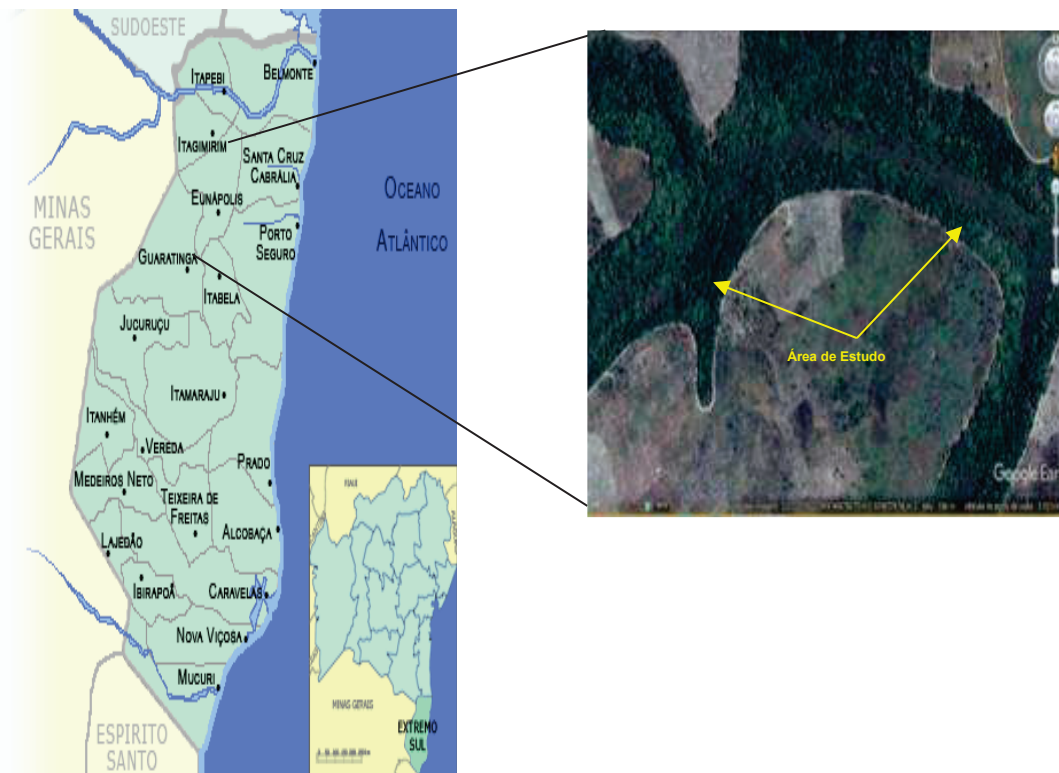 SUDOESTE
BELMONTE
ITAPEBI
ITAGIMIRIM
SANTA CRUZ
CABRÁLIA
EUNÁPOLIS
MINAS
GERAIS
OCEANO
ATLÂNTICO
PORTO
SEGURO
GUARATINGA
ITABELA
JUCURUÇU
ITAMARAJU
ITANHÉM
VEREDA
MEDEIROS NETO
PRADO
TEIXEIRA DE
FREITAS
ALCOBAÇA
LAJEDÃO
IBIRAPOÃ
CARAVELAS
NOVA VIÇOSA
MUCURI
ESPIRITO
SANTO
MINAS GERAIS
EXTREMO
SUL
Área de Estudo
Google